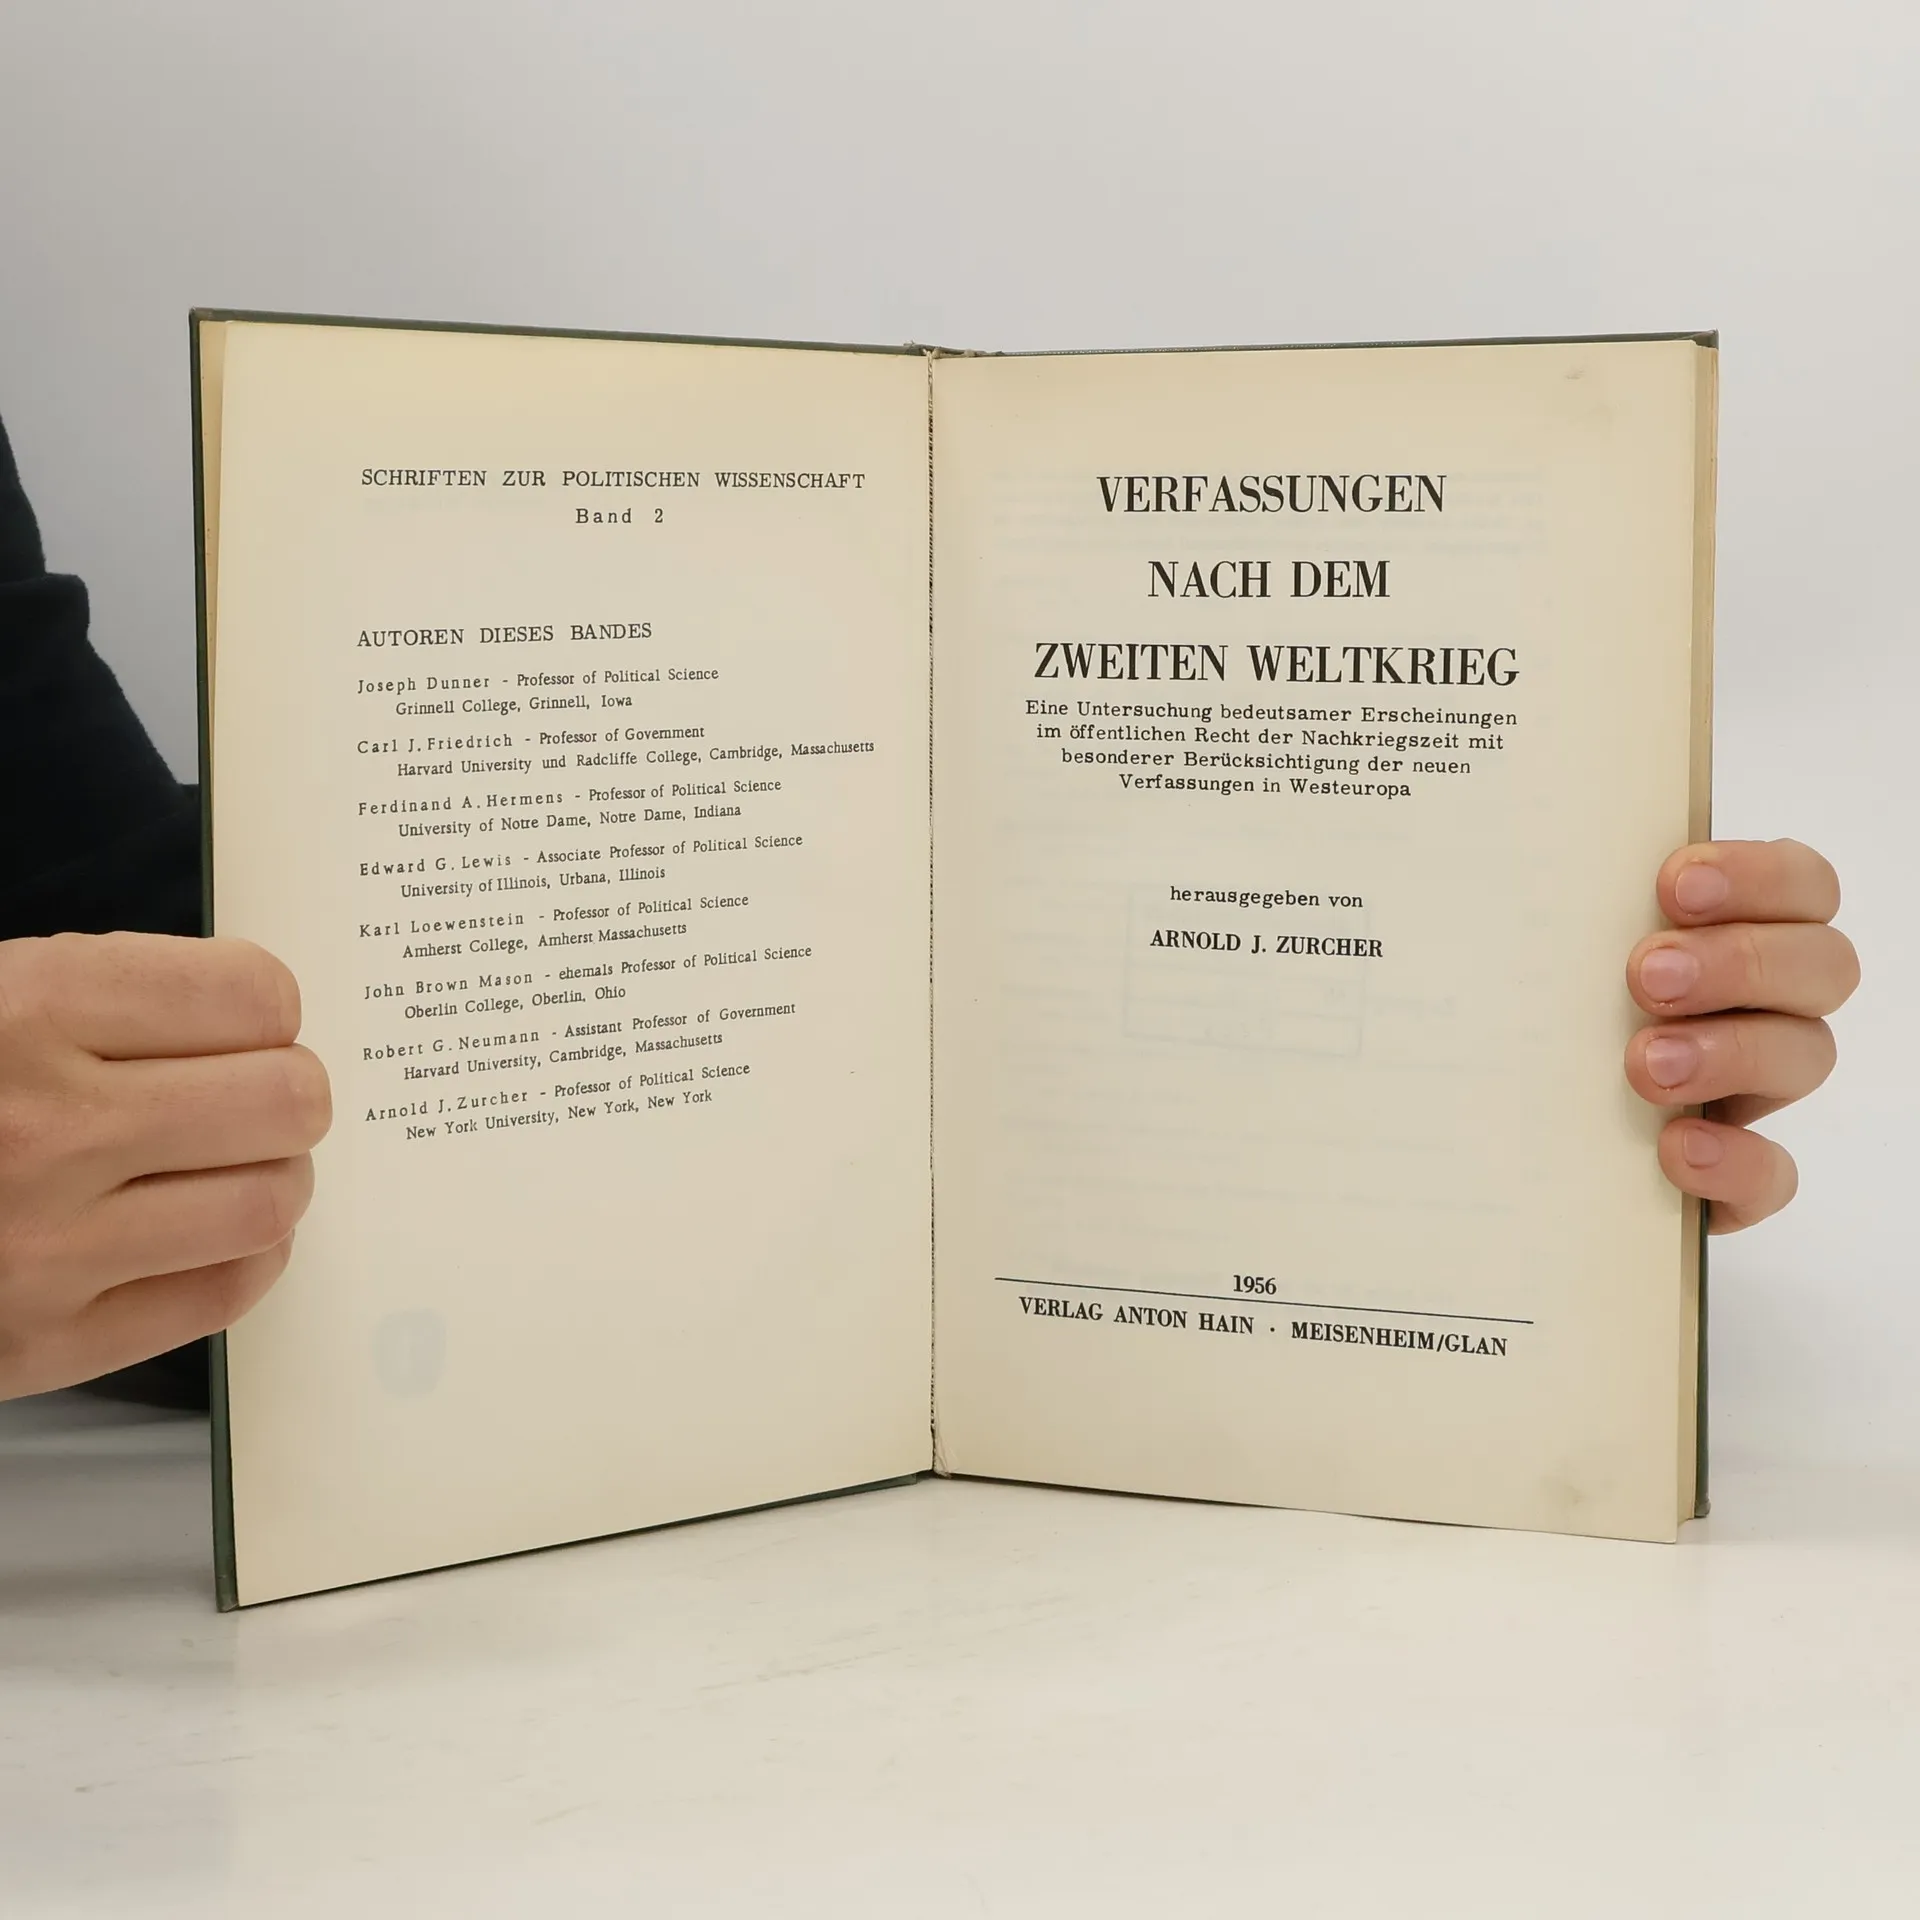 SCHRIFTEN ZUR POLITISCHEN WISSENSCHAFT
Band 2
AUTOREN DIESES BANDES
Joseph Dunner - Professor of Political Science
Grinnell College, Grinnell, Iowa
Carl J. Friedrich - Professor of Government
Harvard University und Radcliffe College, Cambridge, Massachusetts
Ferdinand A. Hermens - Professor of Political Science
University of Notre Dame, Notre Dame, Indiana
Edward G. Lewis - Associate Professor of Political Science
University of Illinois, Urbana, Illinois
Karl Loewenstein - Professor of Political Science
Amherst College, Amherst Massachusetts
John Brown Mason - ehemals Professor of Political Science
Oberlin College, Oberlin, Ohio
Robert G. Neumann - Assistant Professor of Government
Harvard University, Cambridge, Massachusetts
Arnold J. Zurcher - Professor of Political Science
New York University, New York, New York
VERFASSUNGEN
NACH DEM
ZWEITEN WELTKRIEG
Eine Untersuchung bedeutsamer Erscheinungen
im öffentlichen Recht der Nachkriegszeit mit
besonderer Berücksichtigung der neuen
Verfassungen in Westeuropa
herausgegeben von
ARNOLD J. ZURCHER
1956
VERLAG ANTON HAIN · MEISENHEIM/GLAN